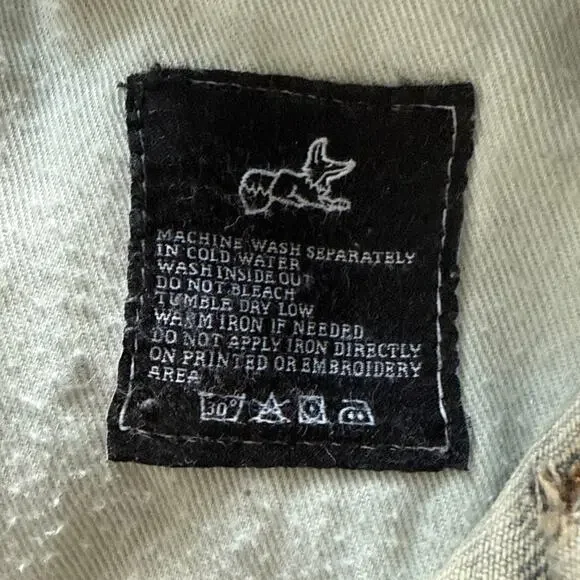 MACHINE WASH SEPARATELY
IN COLD WATER
WASH INSIDE OUT
DO NOT BLEACH
TUMBLE DRY LOW
WARM IRON IF NEEDED
DO NOT APPLY IRON DIRECTLY
ON PRINTED OR EMBROIDERY
AREA
30°